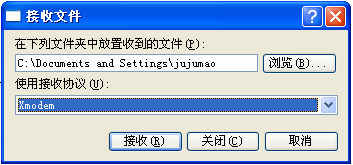 接收文件
在下列文件夹中放置收到的文件(P):
C:\Documents and Settings\jujumao
浏览(B)...
使用接收协议(U):
Xmodem
接收(R) 关闭(C) 取消